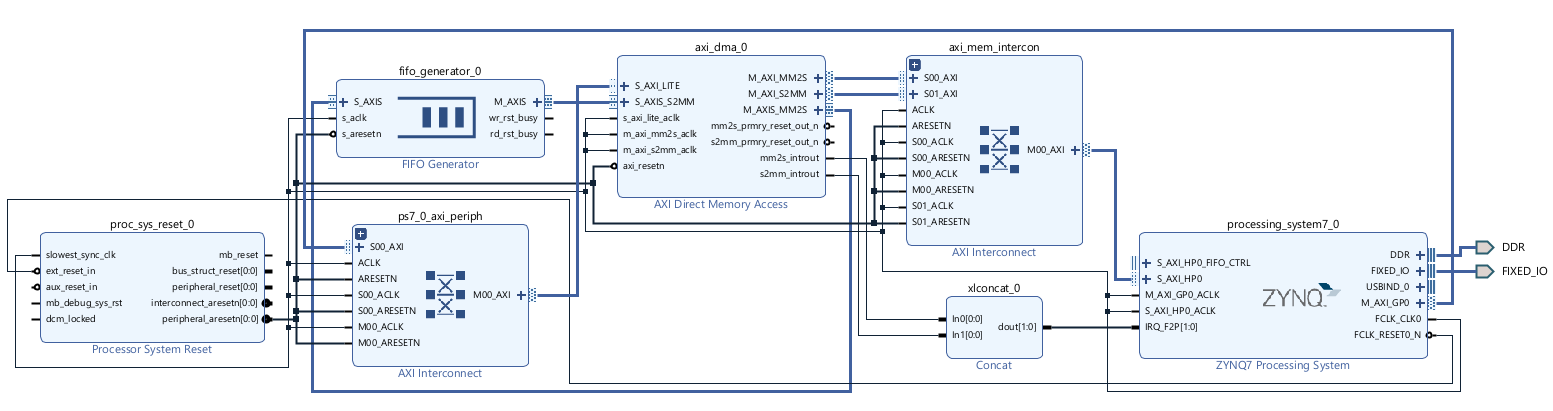 fifo_generator_0
S_AXIS
s_aclk
s_aresetn
M_AXIS
wr_rst_busy
rd_rst_busy
FIFO Generator
axi_dma_0
S_AXI_LITE
S_AXIS_S2MM
s_axi_lite_aclk
m_axi_mm2s_aclk
m_axi_s2mm_aclk
axi_resetn
M_AXI_MM2S
M_AXI_S2MM
M_AXIS_MM2S
mm2s_prmry_reset_out_n
s2mm_prmry_reset_out_n
mm2s_introut
s2mm_introut
AXI Direct Memory Access
axi_mem_intercon
S00_AXI
S01_AXI
ACLK
ARESETN
S00_ACLK
S00_ARESETN
M00_ACLK
M00_ARESETN
S01_ACLK
S01_ARESETN
M00_AXI
AXI Interconnect
proc_sys_reset_0
slowest_sync_clk
ext_reset_in
aux_reset_in
mb_debug_sys_rst
dcm_locked
mb_reset
bus_struct_reset[0:0]
peripheral_reset[0:0]
interconnect_aresetn[0:0]
peripheral_aresetn[0:0]
Processor System Reset
ps7_0_axi_periph
S00_AXI
ACLK
ARESETN
S00_ACLK
S00_ARESETN
M00_ACLK
M00_ARESETN
M00_AXI
AXI Interconnect
xlconcat_0
In0[0:0]
In1[0:0]
dout[1:0]
Concat
processing_system7_0
S_AXI_HP0_FIFO_CTRL
S_AXI_HP0
M_AXI_GP0_ACLK
S_AXI_HP0_ACLK
IRQ_F2P[1:0]
ZYNQ
DDR
FIXED_IO
USBIND_0
M_AXI_GP0
FCLK_CLK0
FCLK_RESET0_N
ZYNQ7 Processing System
DDR
FIXED_IO